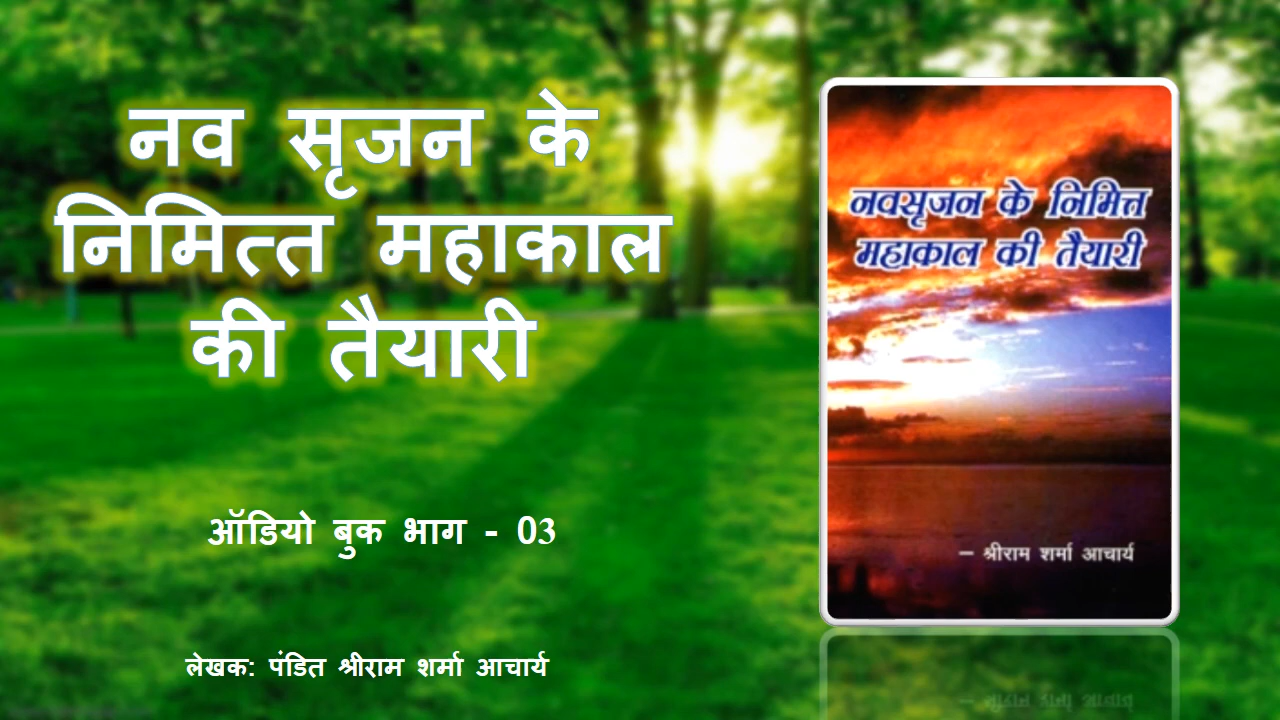 नव सृजन के
निमित्त महाकाल
की तैयारी
ऑडियो बुक भाग - 03
लेखक: पंडित श्रीराम शर्मा आचार्य
नवसृजन के निमित्त
महाकाल की तैयारी
– श्रीराम शर्मा आचार्य